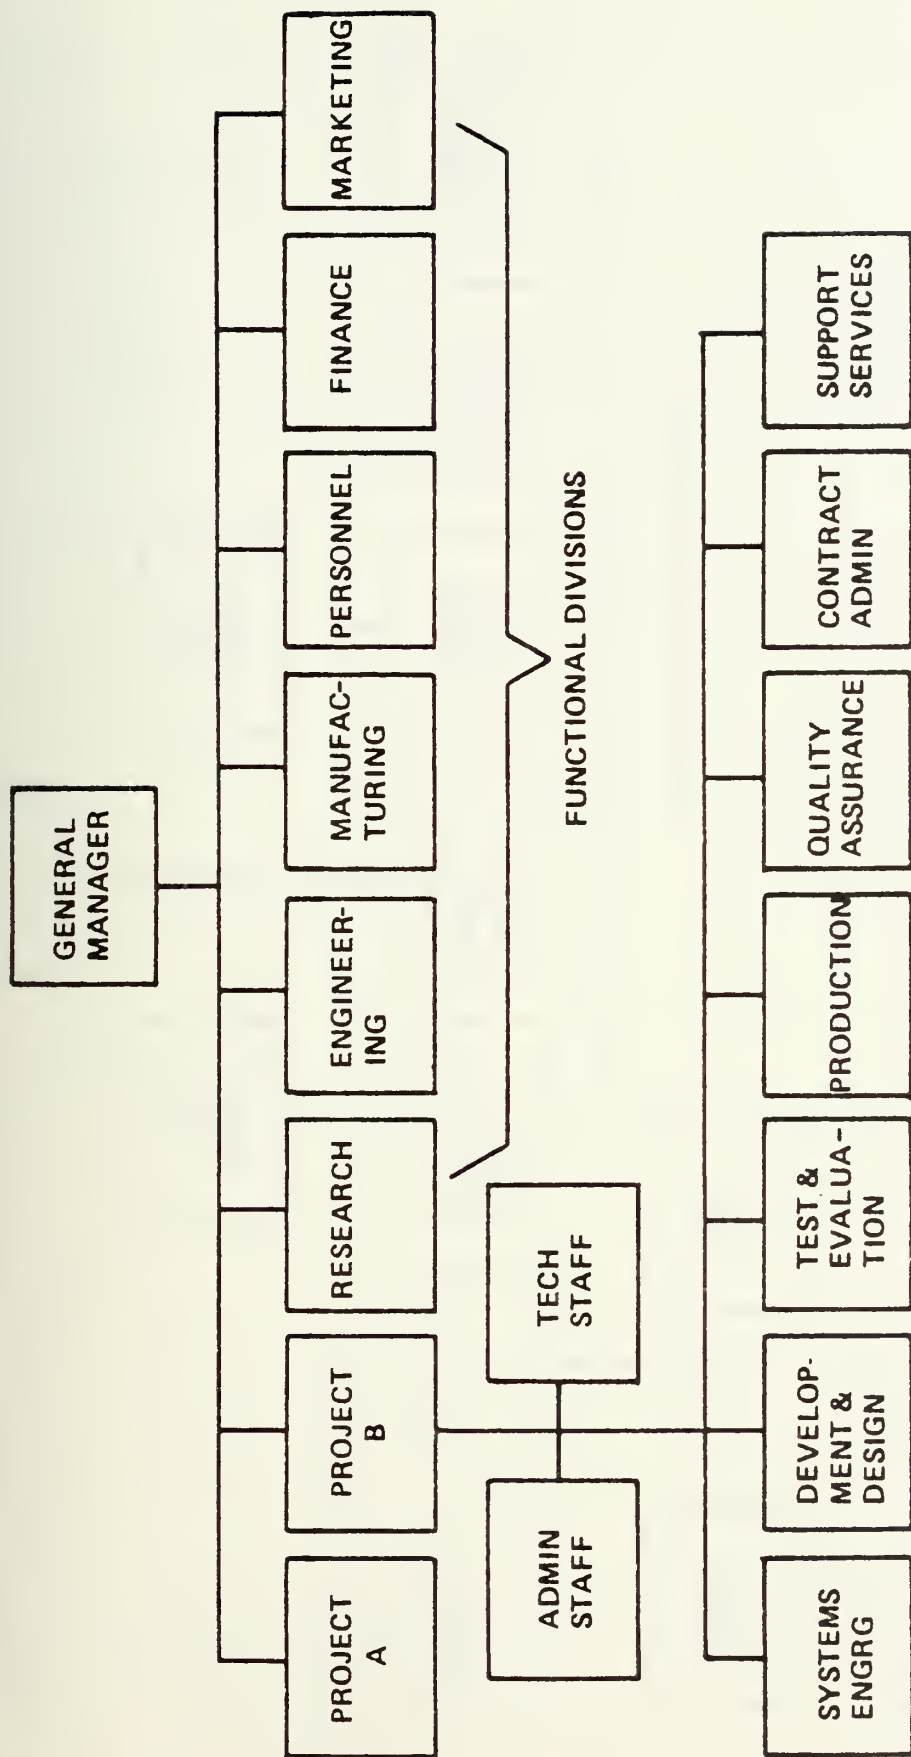 GENERAL
MANAGER
PROJECT
A
PROJECT
B
RESEARCH
ENGINEER-
ING
MANUFAC-
TURING
PERSONNEL
FINANCE
MARKETING
FUNCTIONAL DIVISIONS
ADMIN
STAFF
TECH
STAFF
SYSTEMS
ENGRG
DEVELOP-
MENT &
DESIGN
TEST &
EVALUA-
TION
PRODUCTION
QUALITY
ASSURANCE
CONTRACT
ADMIN
SUPPORT
SERVICES